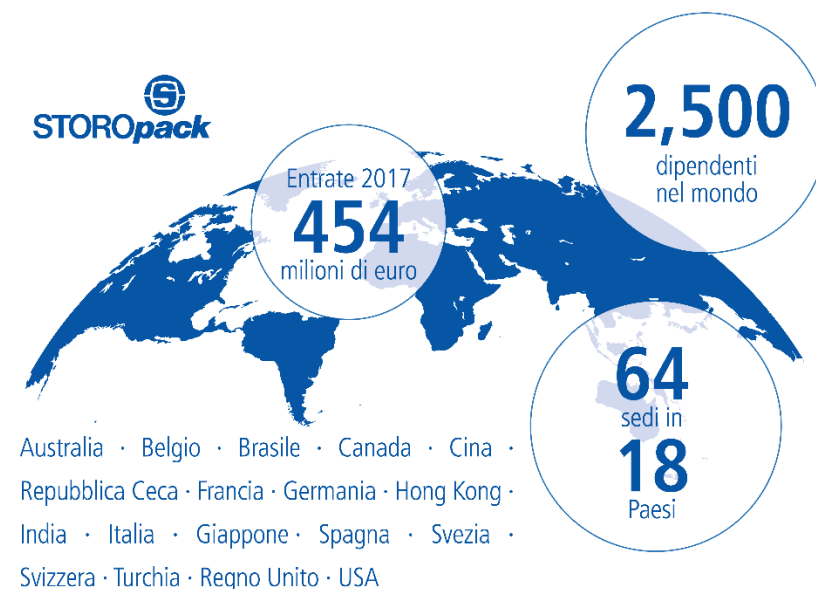 STOROpack
2,500
dipendenti
nel mondo
Entrate 2017
454
milioni di euro
64
sedi in
18
Paesi
Australia · Belgio · Brasile · Canada · Cina ·
Repubblica Ceca · Francia · Germania · Hong Kong ·
India · Italia · Giappone · Spagna · Svezia ·
Svizzera · Turchia · Regno Unito · USA